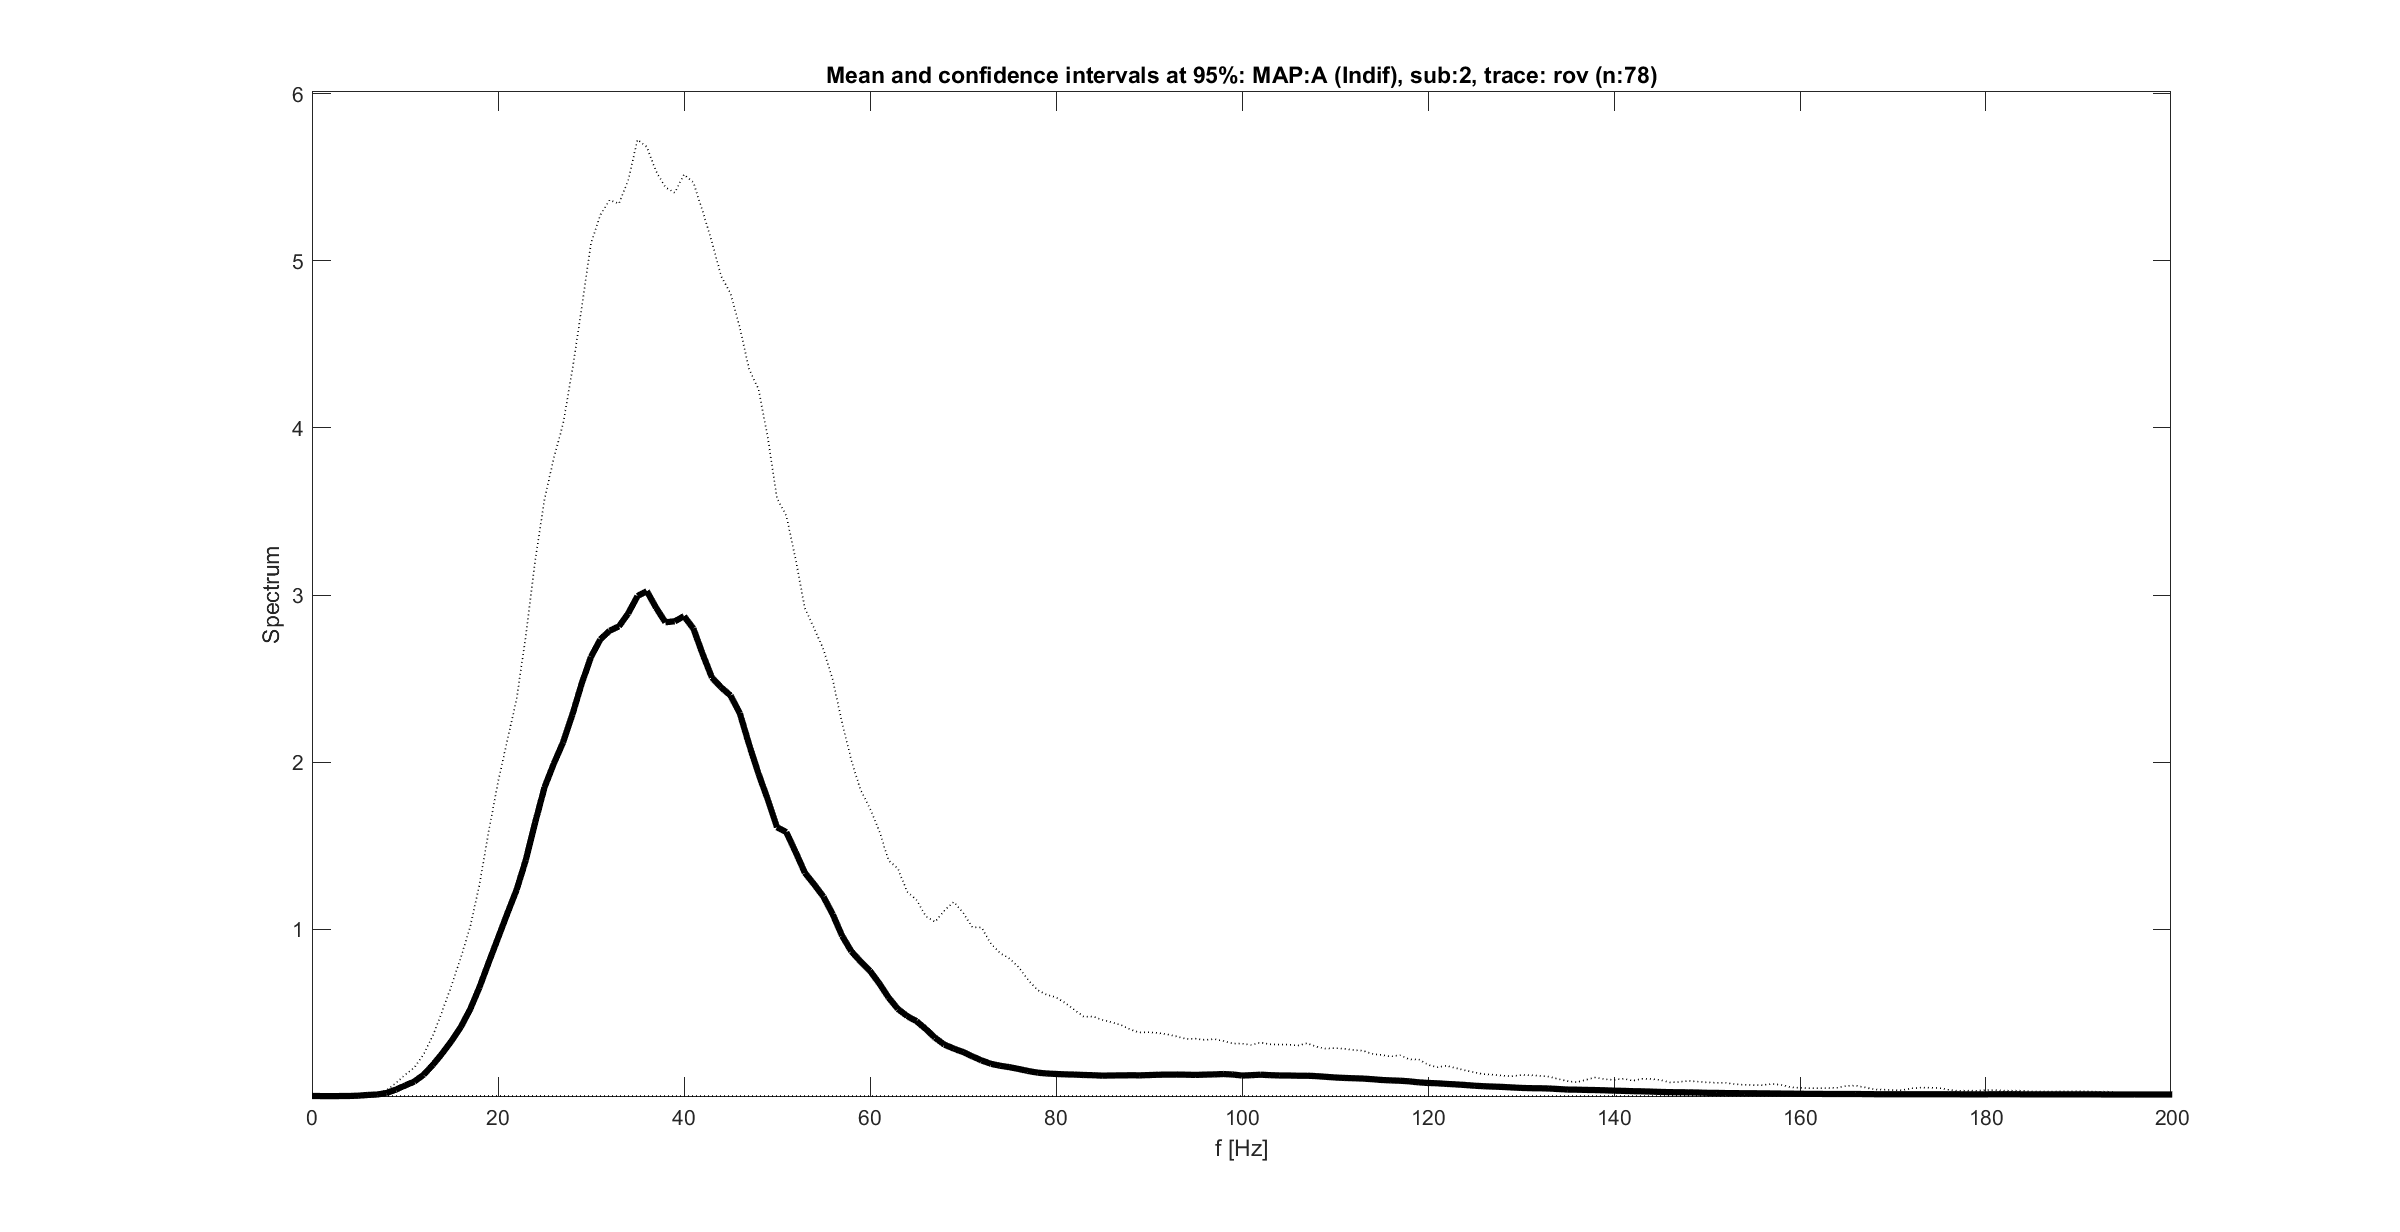 Mean and confidence intervals at 95%: MAP:A (Indif), sub:2, trace: rov (n:78)
6
5
4
3
2
1
Spectrum
0 20 40 60 80 100 120 140 160 180 200
f [Hz]